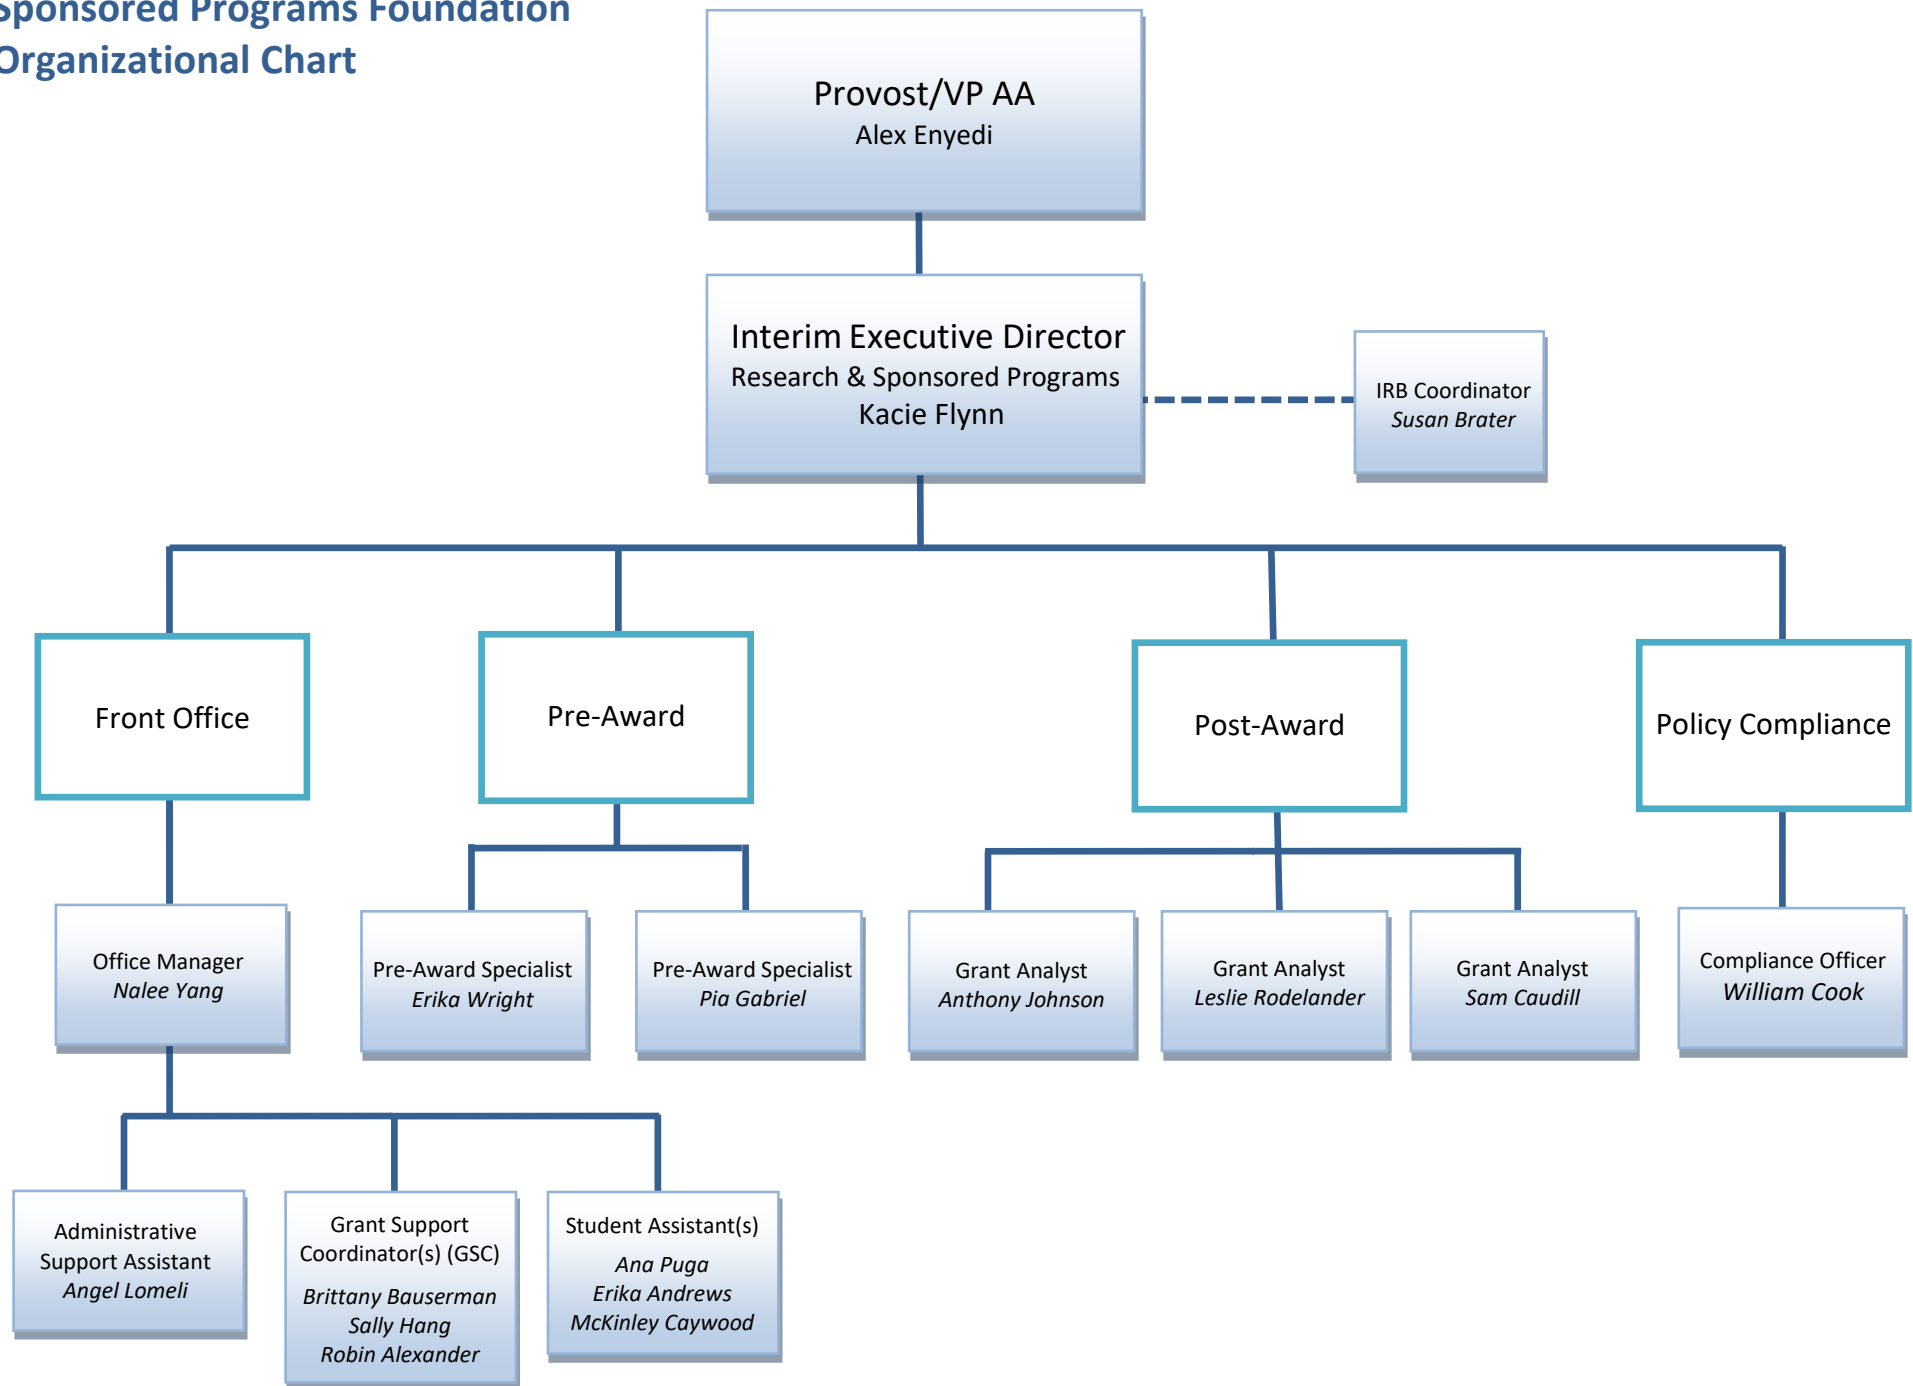 Sponsored Programs Foundation
Organizational Chart
Provost/VP AA
Alex Enyedi
Interim Executive Director
Research & Sponsored Programs
Kacie Flynn
IRB Coordinator
Susan Brater
Front Office
Pre-Award
Post-Award
Policy Compliance
Office Manager
Nalee Yang
Pre-Award Specialist
Erika Wright
Pre-Award Specialist
Pia Gabriel
Grant Analyst
Anthony Johnson
Grant Analyst
Leslie Rodelander
Grant Analyst
Sam Caudill
Compliance Officer
William Cook
Administrative
Support Assistant
Angel Lomeli
Grant Support
Coordinator(s) (GSC)
Brittany Bauserman
Sally Hang
Robin Alexander
Student Assistant(s)
Ana Puga
Erika Andrews
McKinley Caywood